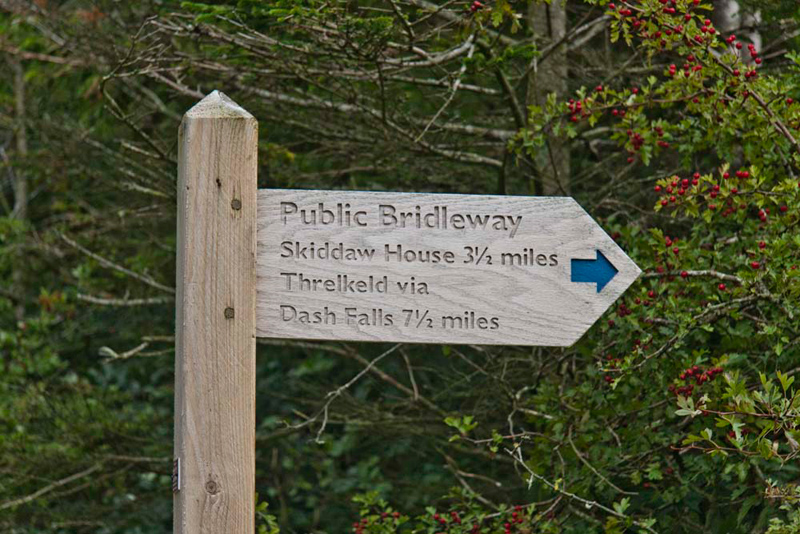 Public Bridleway
Skiddaw House 3½ miles
Threlkeld via
Dash Falls 7½ miles